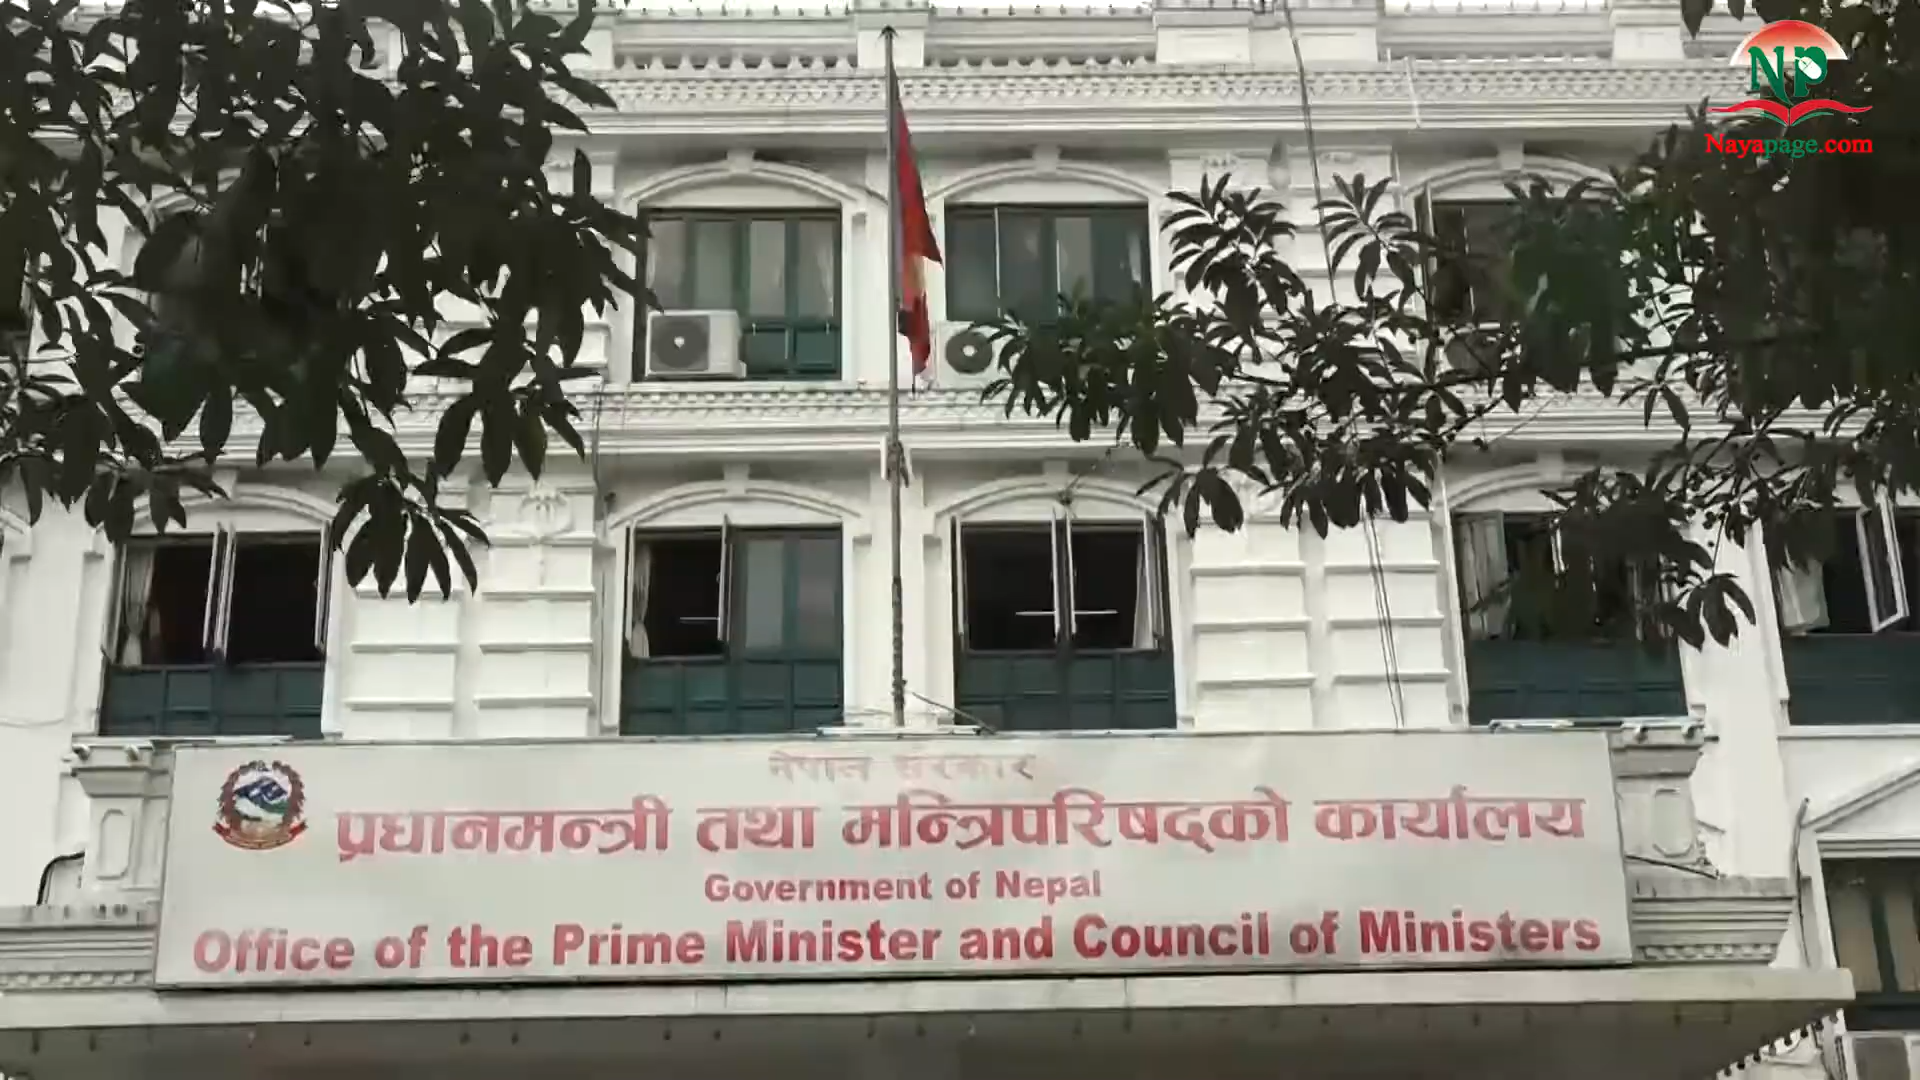 NP
Nayapage.com
नेपाल सरकार
प्रधानमन्त्री तथा मन्त्रिपरिषद्को कार्यालय
Government of Nepal
Office of the Prime Minister and Council of Ministers